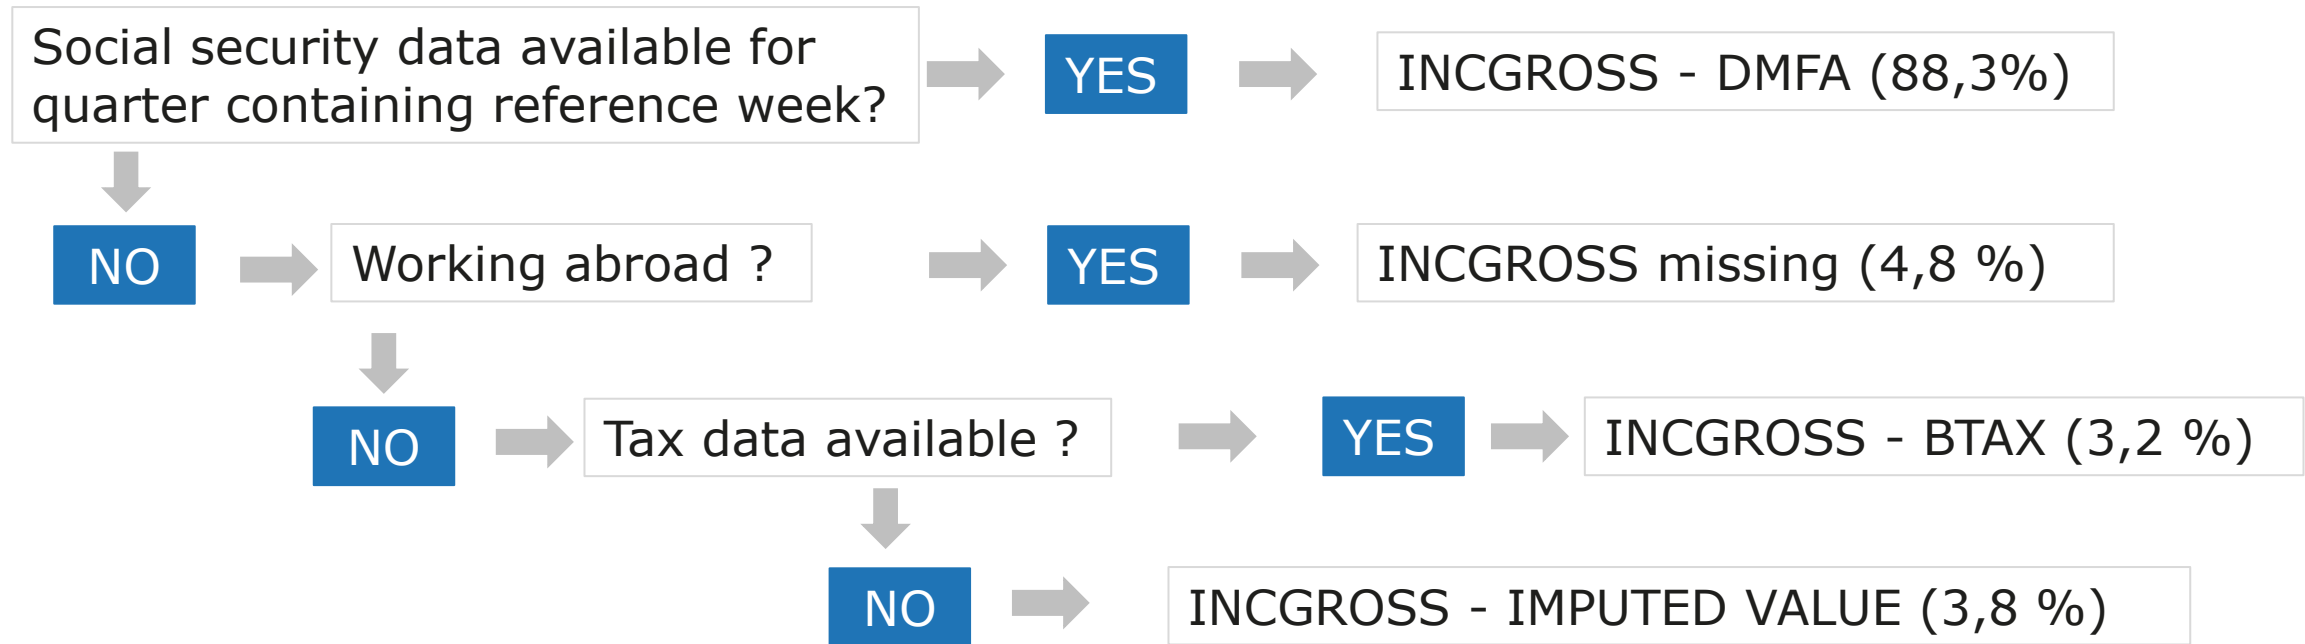 Social security data available for
quarter containing reference week?
YES
INCGROSS - DMFA (88,3%)
NO
Working abroad ?
YES
INCGROSS missing (4,8 %)
NO
Tax data available ?
YES
INCGROSS - BTAX (3,2 %)
NO
INCGROSS - IMPUTED VALUE (3,8 %)